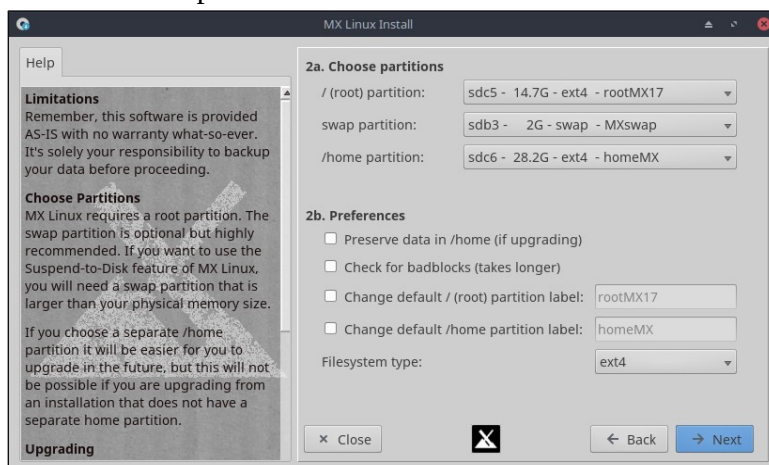 MX Linux Install
Help
Limitations
Remember, this software is provided
AS-IS with no warranty what-so-ever.
It's solely your responsibility to backup
your data before proceeding.
Choose Partitions
MX Linux requires a root partition. The
swap partition is optional but highly
recommended. If you want to use the
Suspend-to-Disk feature of MX Linux,
you will need a swap partition that is
larger than your physical memory size.
If you choose a separate /home
partition it will be easier for you to
upgrade in the future, but this will not
be possible if you are upgrading from
an installation that does not have a
separate home partition.
Upgrading
2a. Choose partitions
/ (root) partition: sdc5 - 14.7G - ext4 - rootMX17
swap partition: sdb3 - 2G - swap - MXswap
/home partition: sdc6 - 28.2G - ext4 - homeMX
2b. Preferences
Preserve data in /home (if upgrading)
Check for badblocks (takes longer)
Change default / (root) partition label: rootMX17
Change default /home partition label: homeMX
Filesystem type: ext4
Close
Back
Next